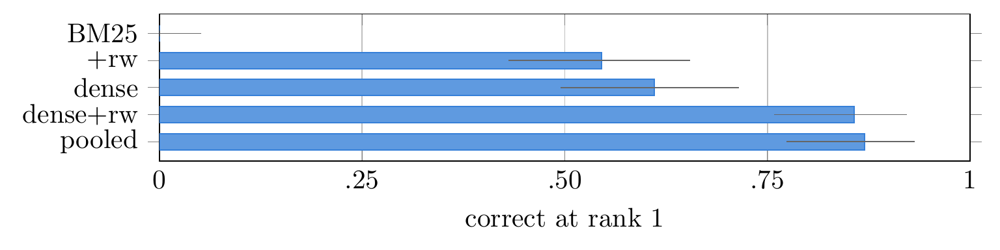 BM25
+rw
dense
dense+rw
pooled
0 .25 .50 .75 1
correct at rank 1